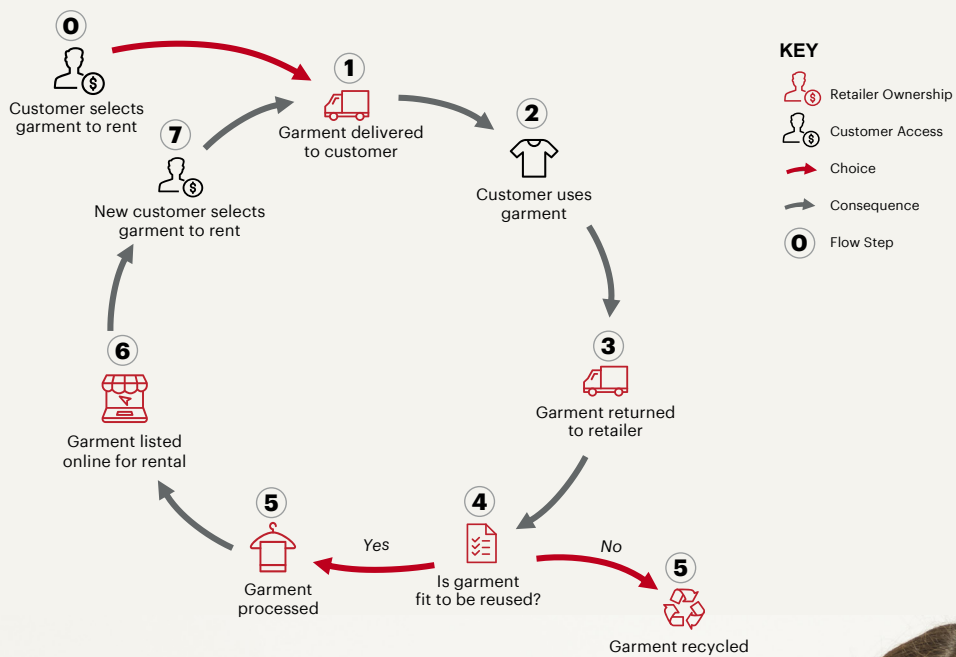 0
Customer selects
garment to rent
1
Garment delivered
to customer
2
Customer uses
garment
3
Garment returned
to retailer
4
Is garment
fit to be reused?
Yes
No
5
Garment
processed
5
Garment recycled
6
Garment listed
online for rental
7
New customer selects
garment to rent
KEY
$ Retailer Ownership
$ Customer Access
Choice
Consequence
0 Flow Step